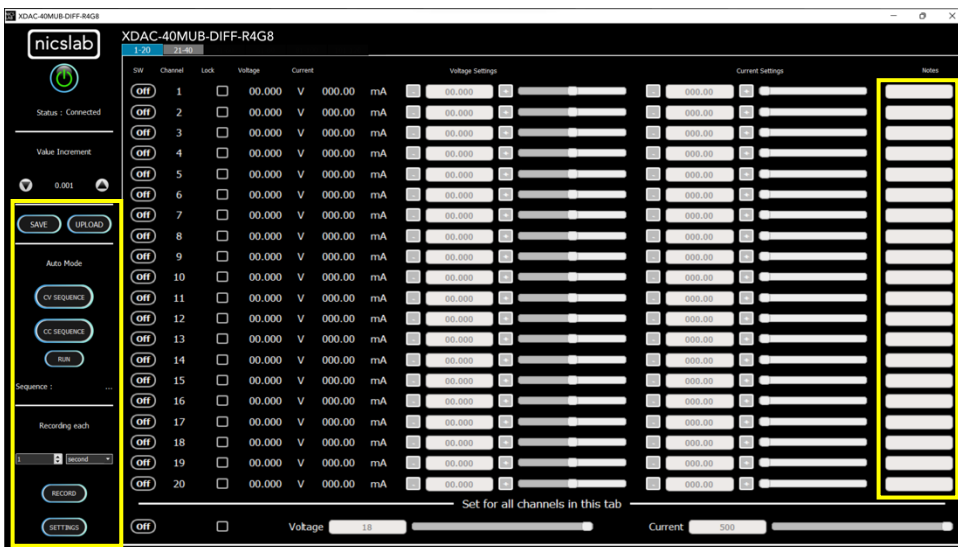 XDAC-40MUB-DIFF-R4G8
nicslab
Status : Connected
Value Increment
0.001
SAVE UPLOAD
Auto Mode
CV SEQUENCE
CC SEQUENCE
RUN
Sequence : ...
Recording each
1 second
RECORD
SETTINGS
XDAC-40MUB-DIFF-R4G8
1-20 21-40
SW Channel Lock Voltage Current Voltage Settings Current Settings Notes
Off 1 00.000 V 000.00 mA - 00.000 + - 000.00 +
Off 2 00.000 V 000.00 mA - 00.000 + - 000.00 +
Off 3 00.000 V 000.00 mA - 00.000 + - 000.00 +
Off 4 00.000 V 000.00 mA - 00.000 + - 000.00 +
Off 5 00.000 V 000.00 mA - 00.000 + - 000.00 +
Off 6 00.000 V 000.00 mA - 00.000 + - 000.00 +
Off 7 00.000 V 000.00 mA - 00.000 + - 000.00 +
Off 8 00.000 V 000.00 mA - 00.000 + - 000.00 +
Off 9 00.000 V 000.00 mA - 00.000 + - 000.00 +
Off 10 00.000 V 000.00 mA - 00.000 + - 000.00 +
Off 11 00.000 V 000.00 mA - 00.000 + - 000.00 +
Off 12 00.000 V 000.00 mA - 00.000 + - 000.00 +
Off 13 00.000 V 000.00 mA - 00.000 + - 000.00 +
Off 14 00.000 V 000.00 mA - 00.000 + - 000.00 +
Off 15 00.000 V 000.00 mA - 00.000 + - 000.00 +
Off 16 00.000 V 000.00 mA - 00.000 + - 000.00 +
Off 17 00.000 V 000.00 mA - 00.000 + - 000.00 +
Off 18 00.000 V 000.00 mA - 00.000 + - 000.00 +
Off 19 00.000 V 000.00 mA - 00.000 + - 000.00 +
Off 20 00.000 V 000.00 mA - 00.000 + - 000.00 +
Set for all channels in this tab
Off Voltage 18 Current 500